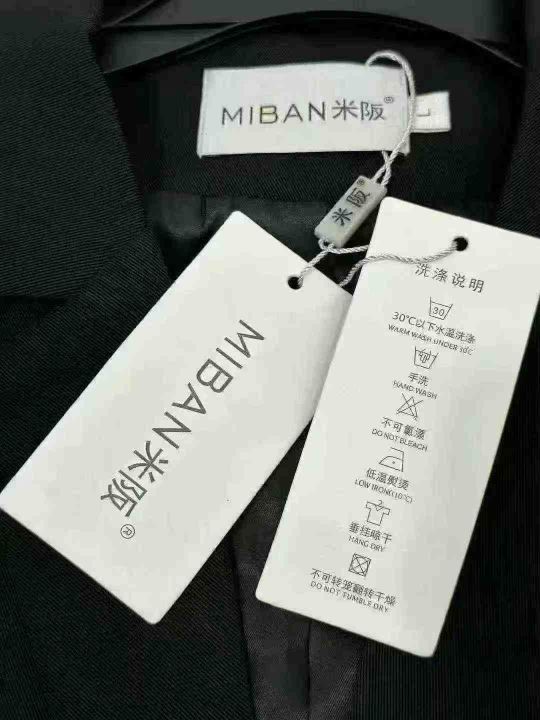 MIBAN米阪®
L
米阪®
MIBAN米阪®
洗涤说明
30
30℃以下水温洗涤
WARM WASH UNDER 30℃
手洗
HAND WASH
不可氯漂
DO NOT BLEACH
低温熨烫
LOW IRON(110℃)
垂挂晾干
HANG DRY
不可转笼翻转干燥
DO NOT TUMBLE DRY